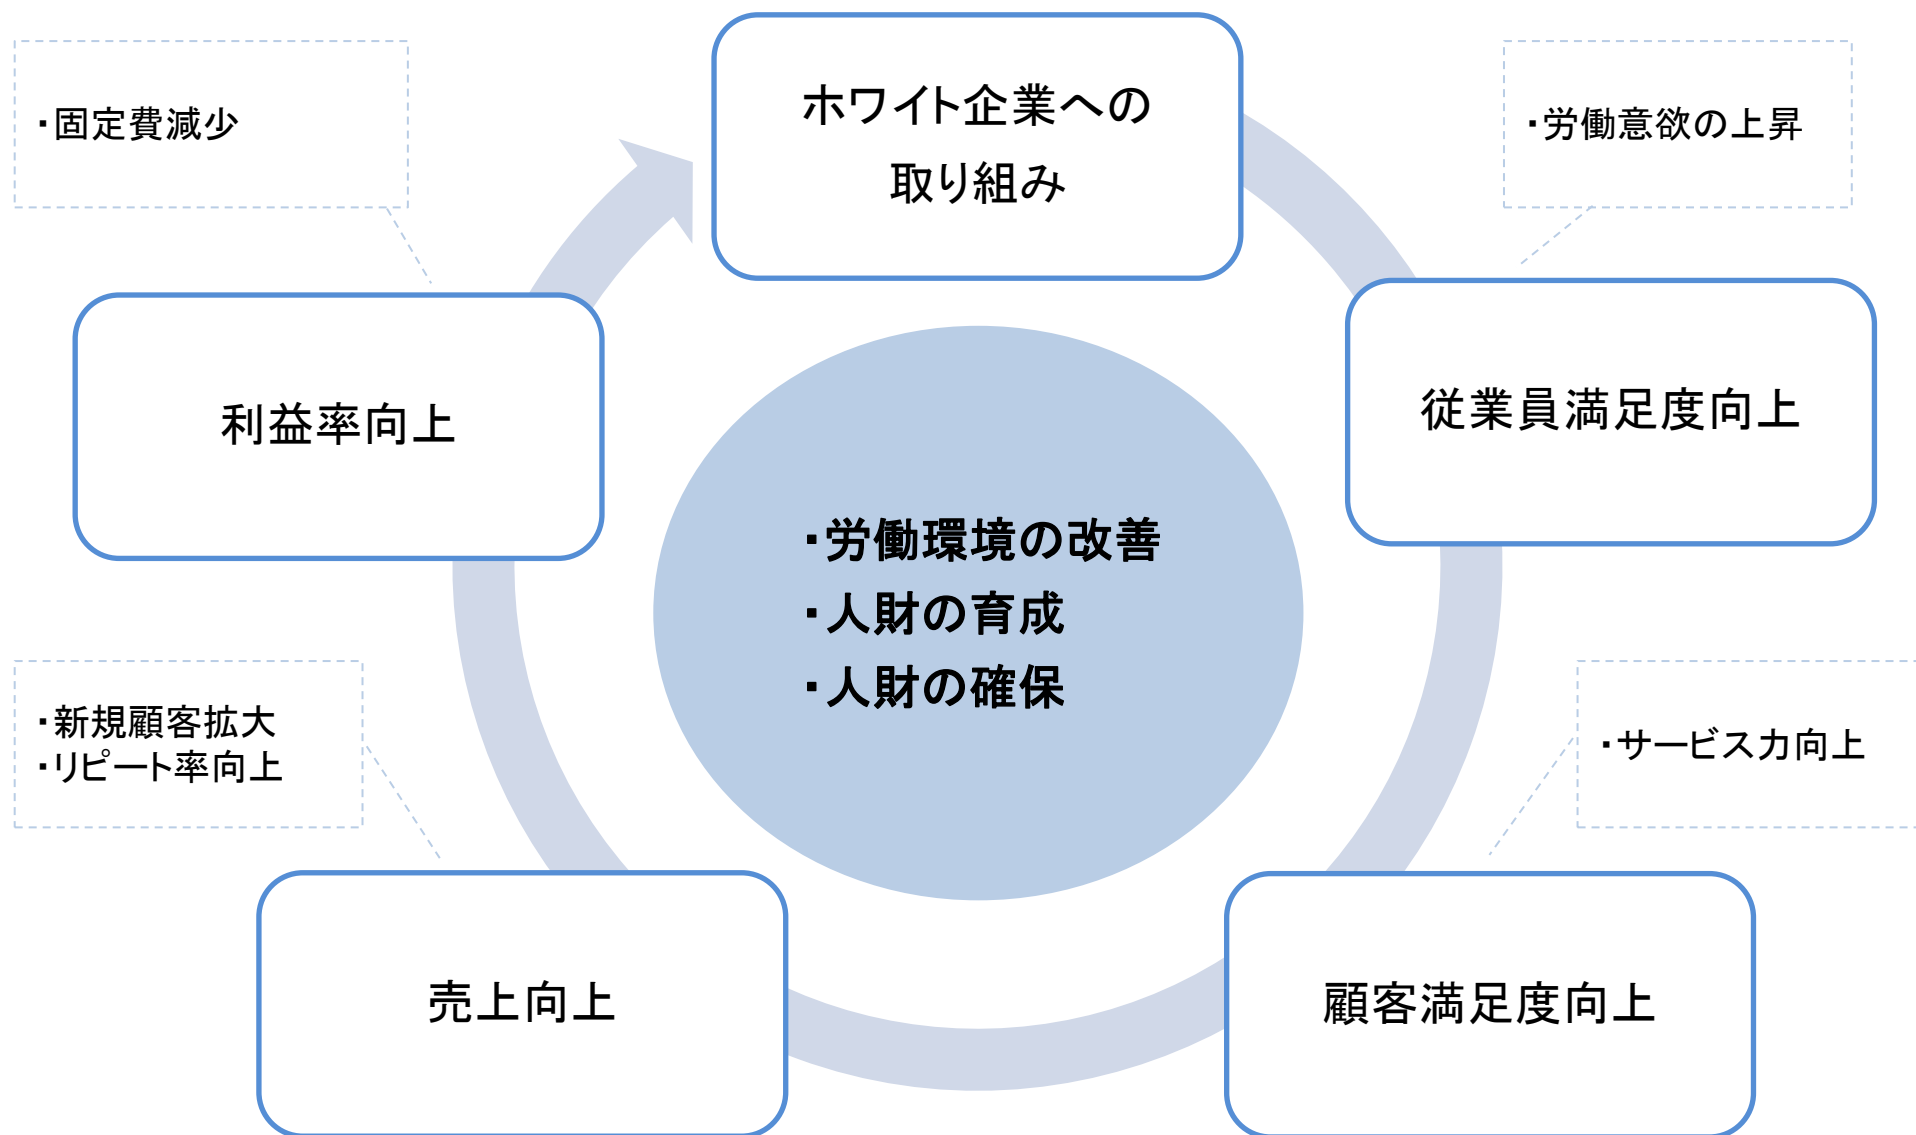 ホワイト企業への
取り組み
・固定費減少
・労働意欲の上昇
利益率向上
従業員満足度向上
・労働環境の改善
・人財の育成
・人財の確保
・新規顧客拡大
・リピート率向上
・サービス力向上
売上向上
顧客満足度向上